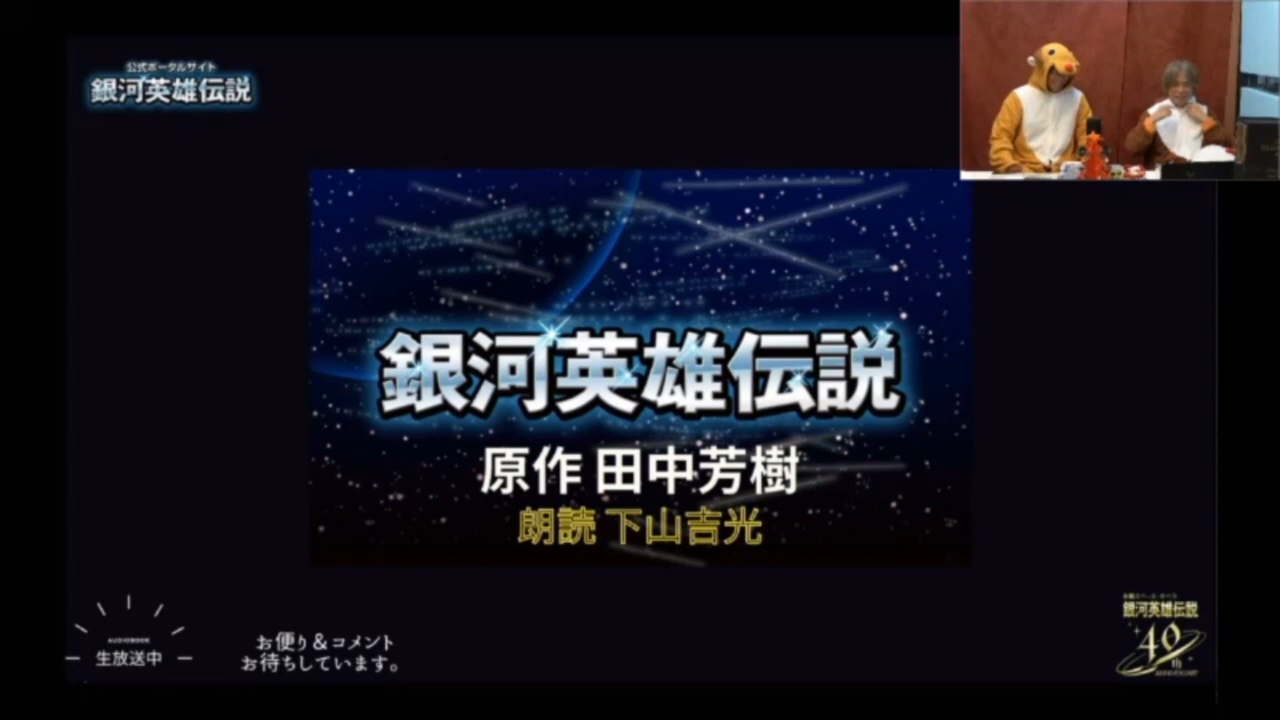 公式ポータルサイト
銀河英雄伝説
銀河英雄伝説
原作 田中芳樹
朗読 下山吉光
AUDIOBOOK
生放送中
お便り&コメント
お待ちしています。
銀河英雄伝説
40th
ANNIVERSARY